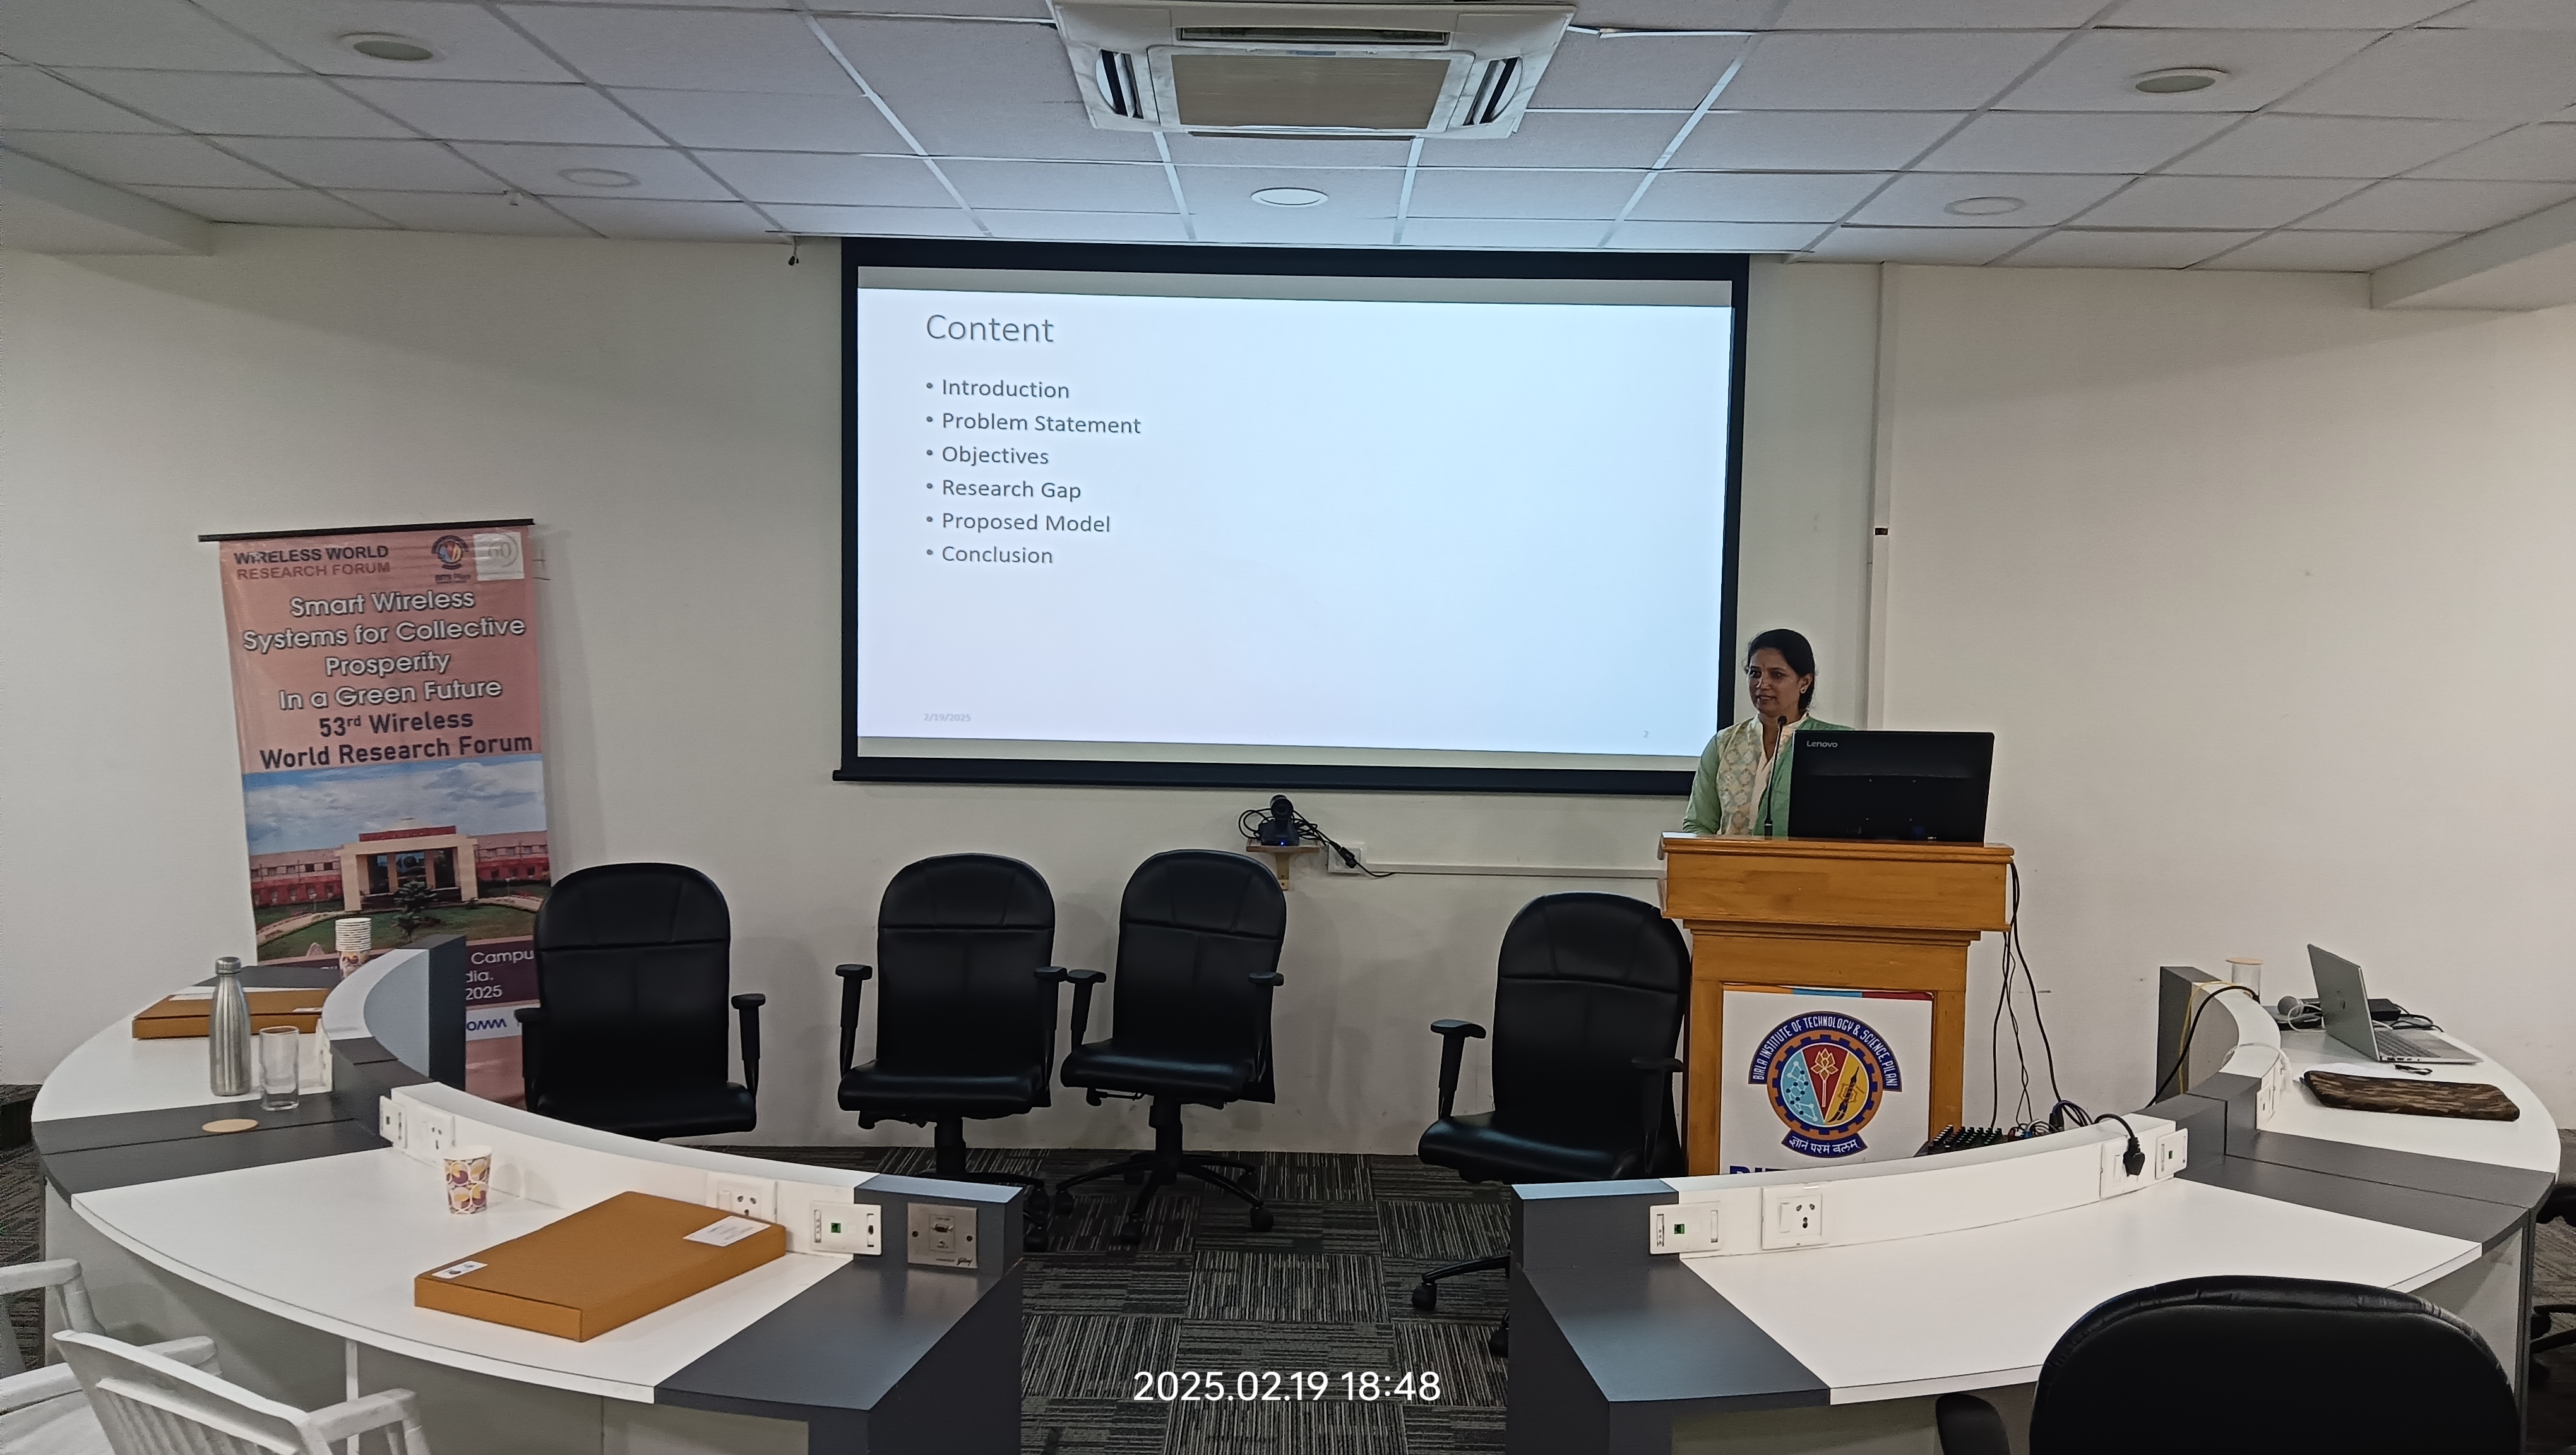 Content
• Introduction
• Problem Statement
• Objectives
• Research Gap
• Proposed Model
• Conclusion
2/19/2025
2
WIRELESS WORLD
RESEARCH FORUM
60
Smart Wireless
Systems for Collective
Prosperity
In a Green Future
53rd Wireless
World Research Forum
Campu
dia.
2025
Lenovo
BIRLA INSTITUTE OF TECHNOLOGY & SCIENCE, PILANI
ज्ञानं परमं बलम्
2025.02.19 18:48